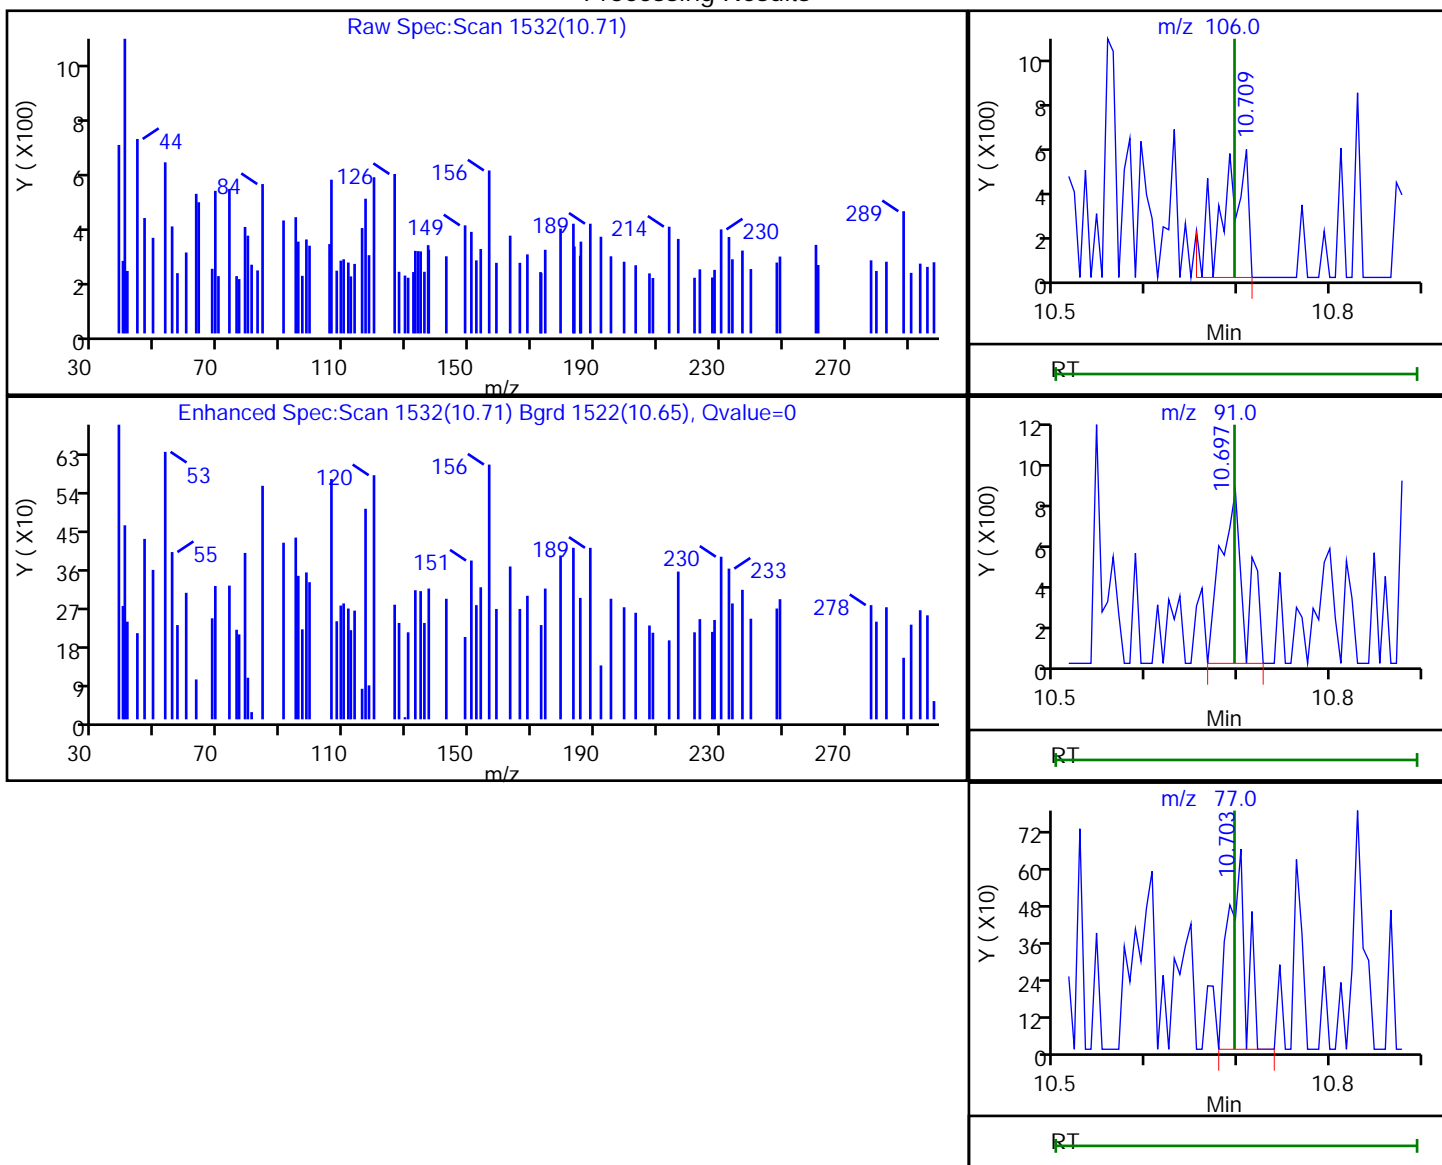 Processing Results
Raw Spec:Scan 1532(10.71)
Y ( X100)
10
8
6
4
2
0
44
84
126
156
149
189
214
230
289
30 70 110 150 190 230 270
m/z
m/z 106.0
Y ( X100)
10
8
6
4
2
0
10.709
10.5 10.8
Min
RT
Enhanced Spec:Scan 1532(10.71) Bgrd 1522(10.65), Qvalue=0
Y ( X10)
63
54
45
36
27
18
9
0
53
55
120
156
151
189
230
233
278
30 70 110 150 190 230 270
m/z
m/z 91.0
Y ( X100)
12
10
8
6
4
2
0
10.697
10.5 10.8
Min
RT
m/z 77.0
Y ( X10)
72
60
48
36
24
12
0
10.703
10.5 10.8
Min
RT